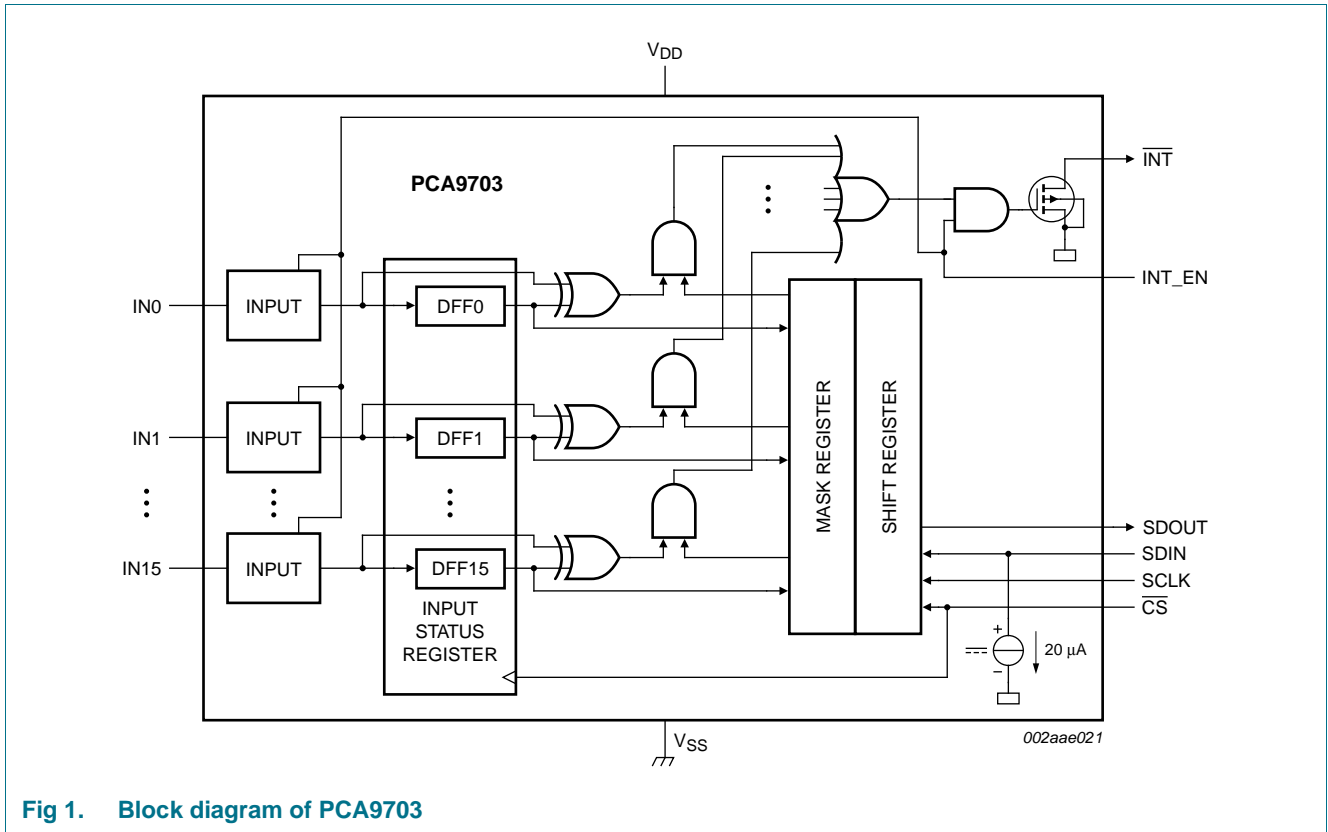 VDD
PCA9703
INT
INT_EN
IN0
INPUT
DFF0
IN1
INPUT
DFF1
IN15
INPUT
DFF15
INPUT
STATUS
REGISTER
MASK REGISTER
SHIFT REGISTER
SDOUT
SDIN
SCLK
CS
+
20 μA
−
VSS
002aae021
Fig 1. Block diagram of PCA9703